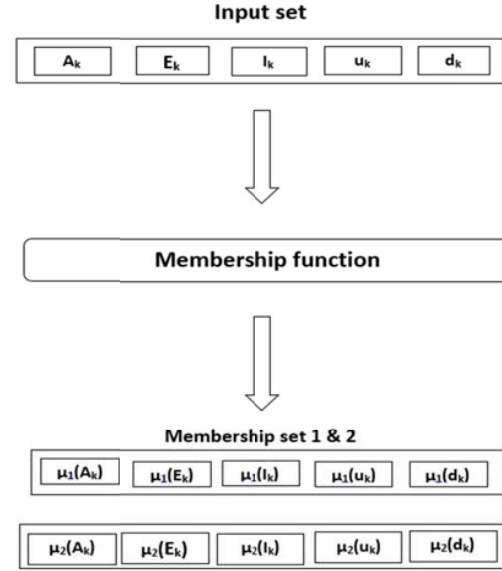 Input set
Aₖ Eₖ Iₖ uₖ dₖ
Membership function
Membership set 1 & 2
μ₁(Aₖ) μ₁(Eₖ) μ₁(Iₖ) μ₁(uₖ) μ₁(dₖ)
μ₂(Aₖ) μ₂(Eₖ) μ₂(Iₖ) μ₂(uₖ) μ₂(dₖ)